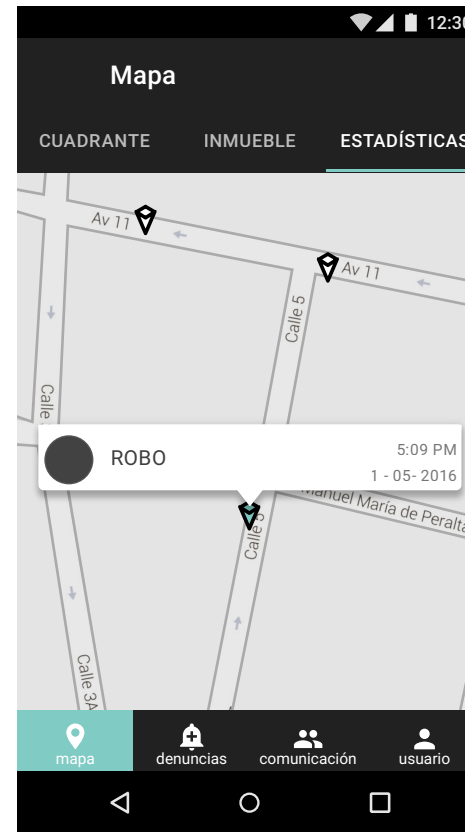 12:30
Mapa
CUADRANTE
INMUEBLE
ESTADÍSTICAS
Av 11
Av 11
Calle 5
Calle
ROBO
5:09 PM
1 - 05- 2016
Manuel María de Peralta
Calle 5
Calle 3A
mapa
denuncias
comunicación
usuario